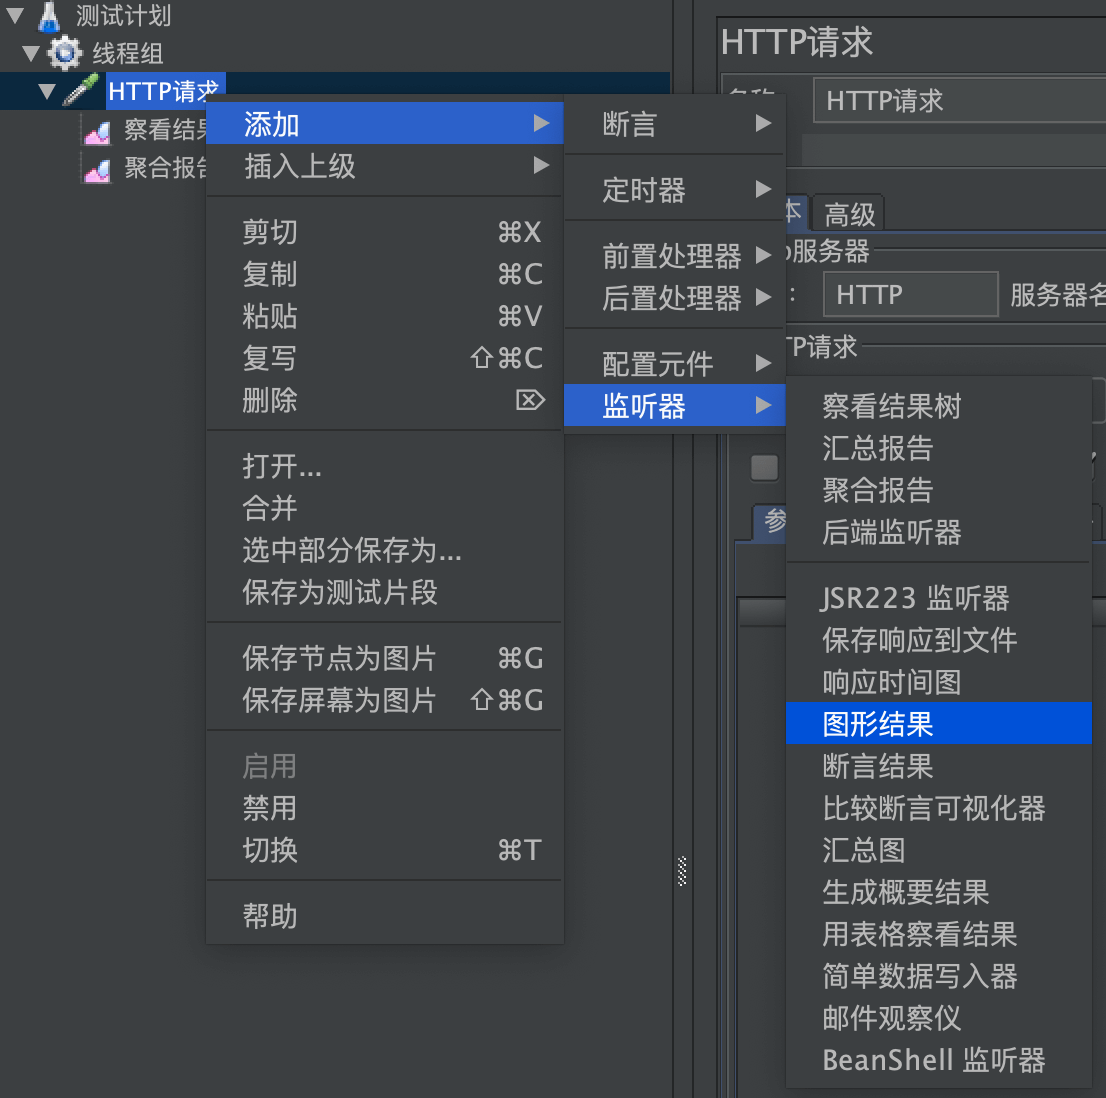 测试计划
线程组
HTTP请求
察看结果
聚合报告
添加
插入上级
剪切 ⌘X
复制 ⌘C
粘贴 ⌘V
复写 ⇧⌘C
删除 ⌦
打开...
合并
选中部分保存为...
保存为测试片段
保存节点为图片 ⌘G
保存屏幕为图片 ⇧⌘G
启用
禁用
切换 ⌘T
帮助
断言
定时器
前置处理器
后置处理器
配置元件
监听器
察看结果树
汇总报告
聚合报告
后端监听器
JSR223 监听器
保存响应到文件
响应时间图
图形结果
断言结果
比较断言可视化器
汇总图
生成概要结果
用表格察看结果
简单数据写入器
邮件观察仪
BeanShell 监听器
HTTP请求
名称 HTTP请求
本 高级
服务器
: HTTP 服务器名
TP请求
参